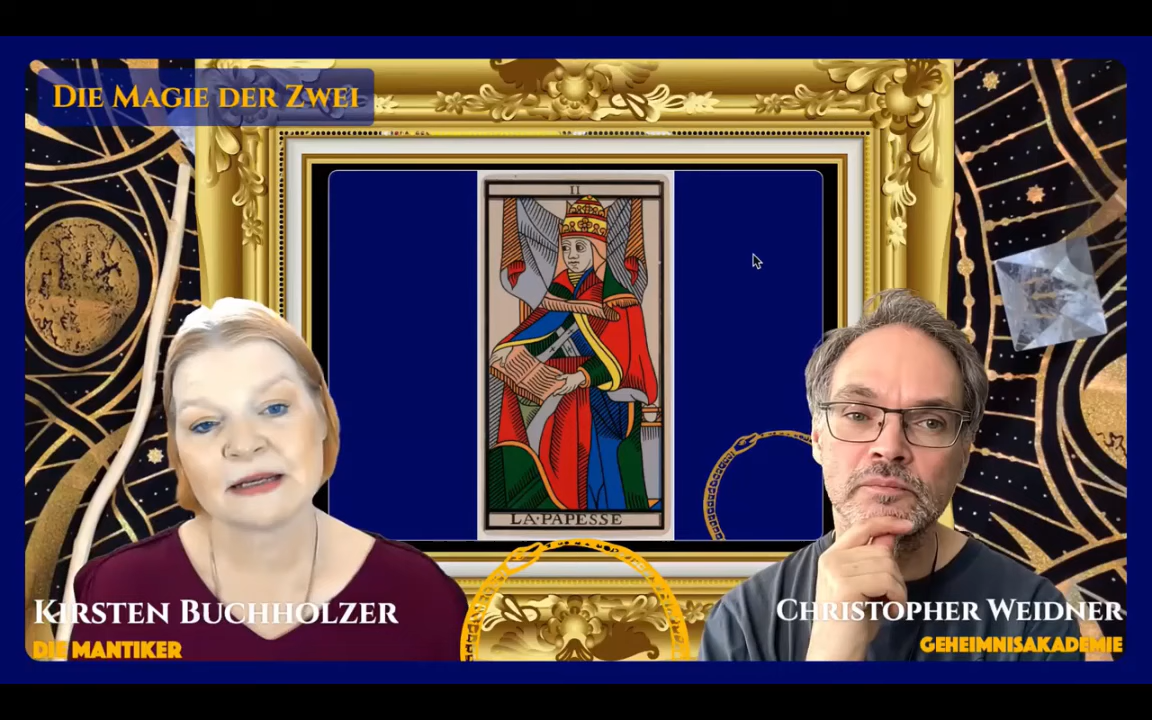 Die Magie der Zwei
II
LA·PAPESSE
Kirsten Buchholzer
DIE MANTIKER
Christopher Weidner
GEHEIMNISAKADEMIE